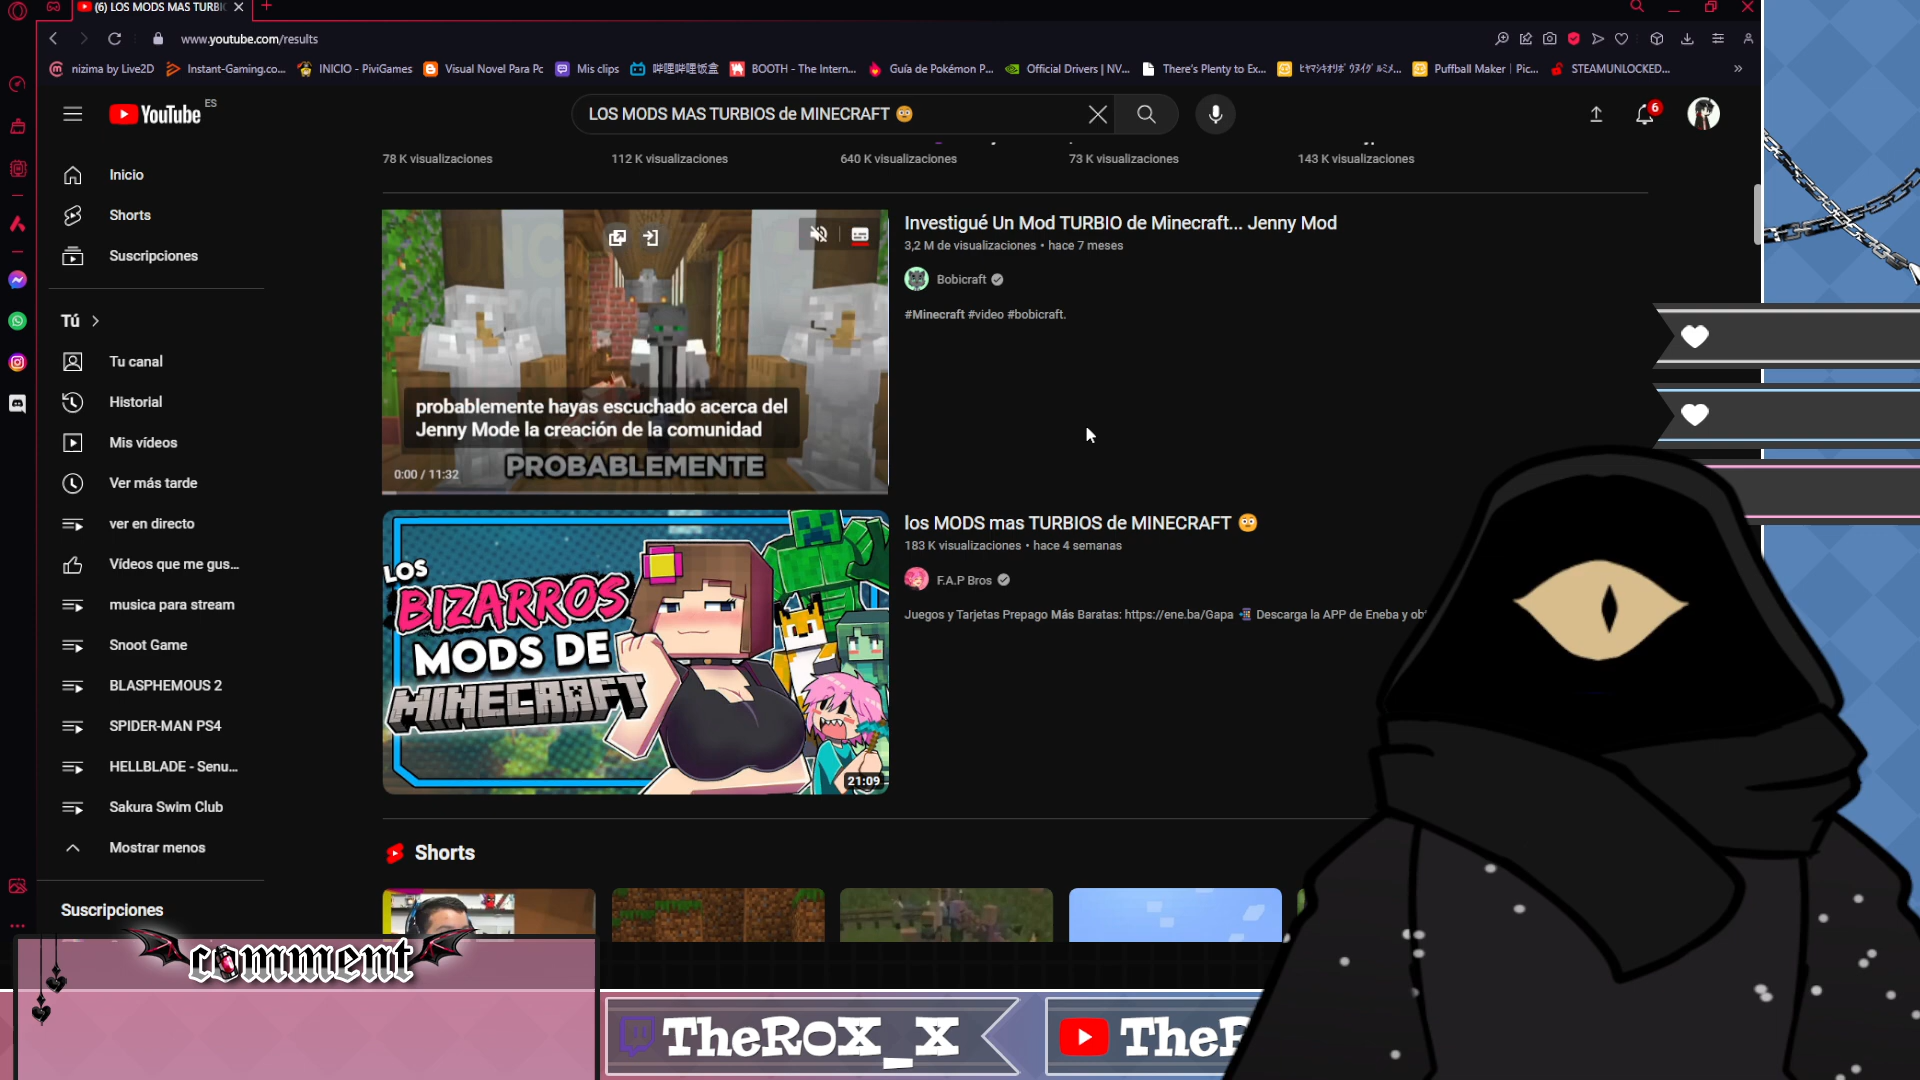 (6) LOS MODS MAS TURBI
www.youtube.com/results
nizima by Live2D
Instant-Gaming.co...
INICIO - PiviGames
Visual Novel Para Pc
Mis clips
哔哩哔哩饭盒
BOOTH - The Intern...
Guía de Pokémon P...
Official Drivers | NV...
There's Plenty to Ex...
Puffball Maker | Pic...
STEAMUNLOCKED...
YouTube ES
LOS MODS MAS TURBIOS de MINECRAFT 😳
6
78 K visualizaciones
112 K visualizaciones
640 K visualizaciones
73 K visualizaciones
143 K visualizaciones
Inicio
Shorts
Suscripciones
Tú
Tu canal
Historial
Mis vídeos
Ver más tarde
ver en directo
Vídeos que me gus...
musica para stream
Snoot Game
BLASPHEMOUS 2
SPIDER-MAN PS4
HELLBLADE - Senu...
Sakura Swim Club
Mostrar menos
Suscripciones
probablemente hayas escuchado acerca del
Jenny Mode la creación de la comunidad
PROBABLEMENTE
0:00 / 11:32
Investigué Un Mod TURBIO de Minecraft... Jenny Mod
3,2 M de visualizaciones • hace 7 meses
Bobicraft
#Minecraft #video #bobicraft.
LOS
BIZARROS
MODS DE
MINECRAFT
21:09
los MODS mas TURBIOS de MINECRAFT 😳
183 K visualizaciones • hace 4 semanas
F.A.P Bros
Juegos y Tarjetas Prepago Más Baratas: https://ene.ba/Gapa 📲 Descarga la APP de Eneba y ob
Shorts
comment
TheROX_X
TheR